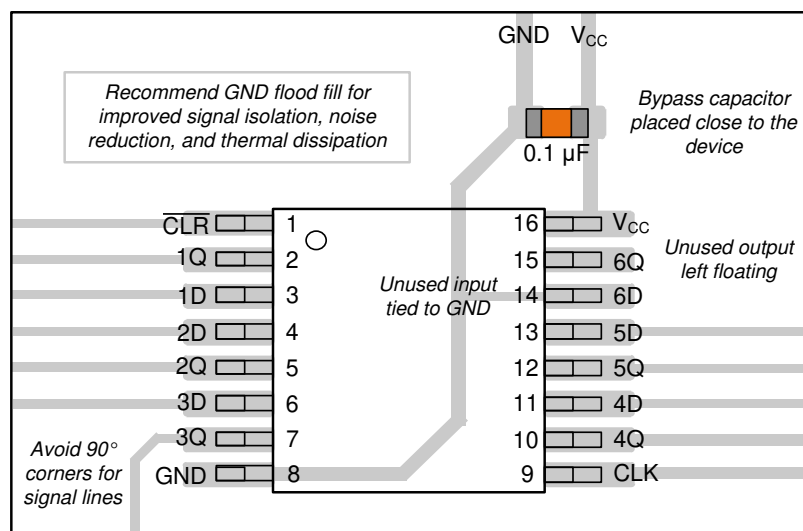 GND VCC
Recommend GND flood fill for
improved signal isolation, noise
reduction, and thermal dissipation
Bypass capacitor
placed close to the
device
0.1 µF
C̅L̅R̅ 1 16 VCC
1Q 2 15 6Q
Unused output
left floating
1D 3 14 6D
Unused input
tied to GND
2D 4 13 5D
2Q 5 12 5Q
3D 6 11 4D
3Q 7 10 4Q
GND 8 9 CLK
Avoid 90°
corners for
signal lines